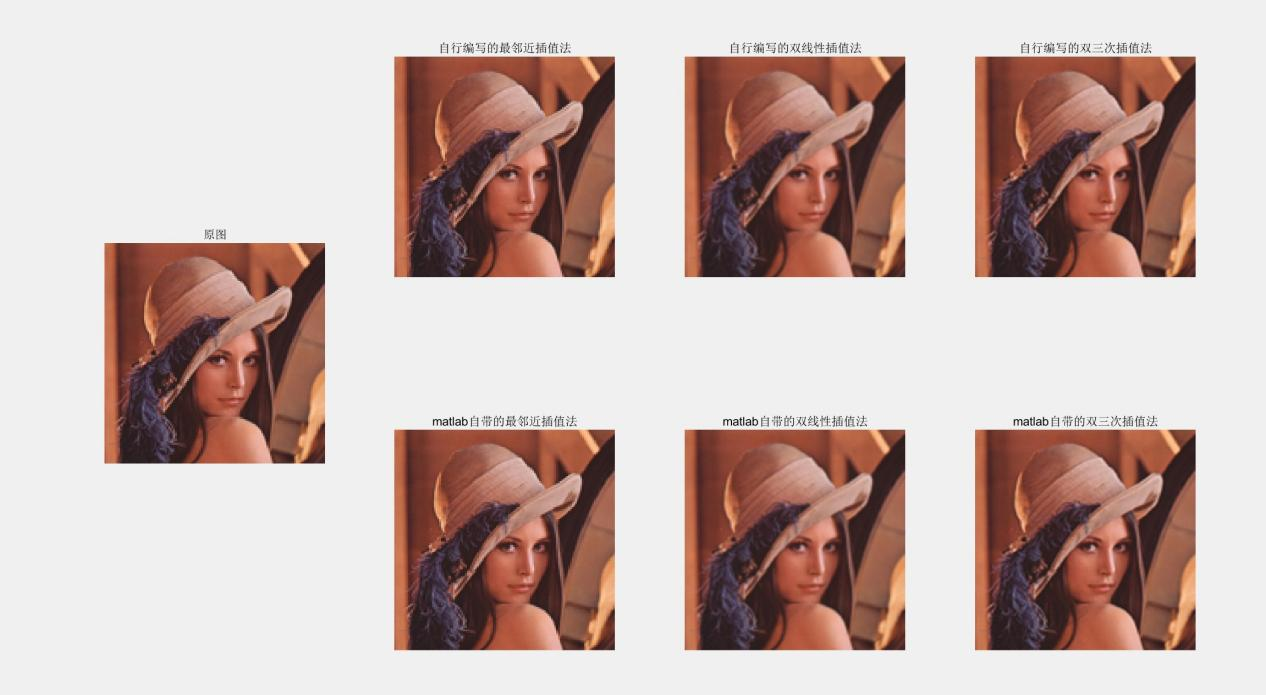 自行编写的最邻近插值法
自行编写的双线性插值法
自行编写的双三次插值法
原图
matlab自带的最邻近插值法
matlab自带的双线性插值法
matlab自带的双三次插值法